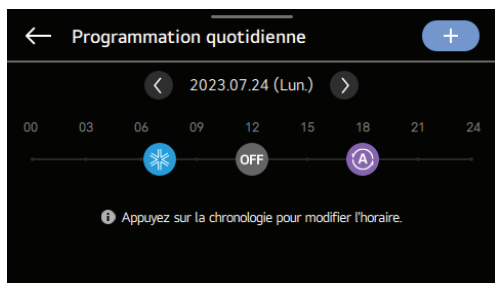 Programmation quotidienne
2023.07.24 (Lun.)
00 03 06 09 12 15 18 21 24
OFF A
Appuyez sur la chronologie pour modifier l'horaire.